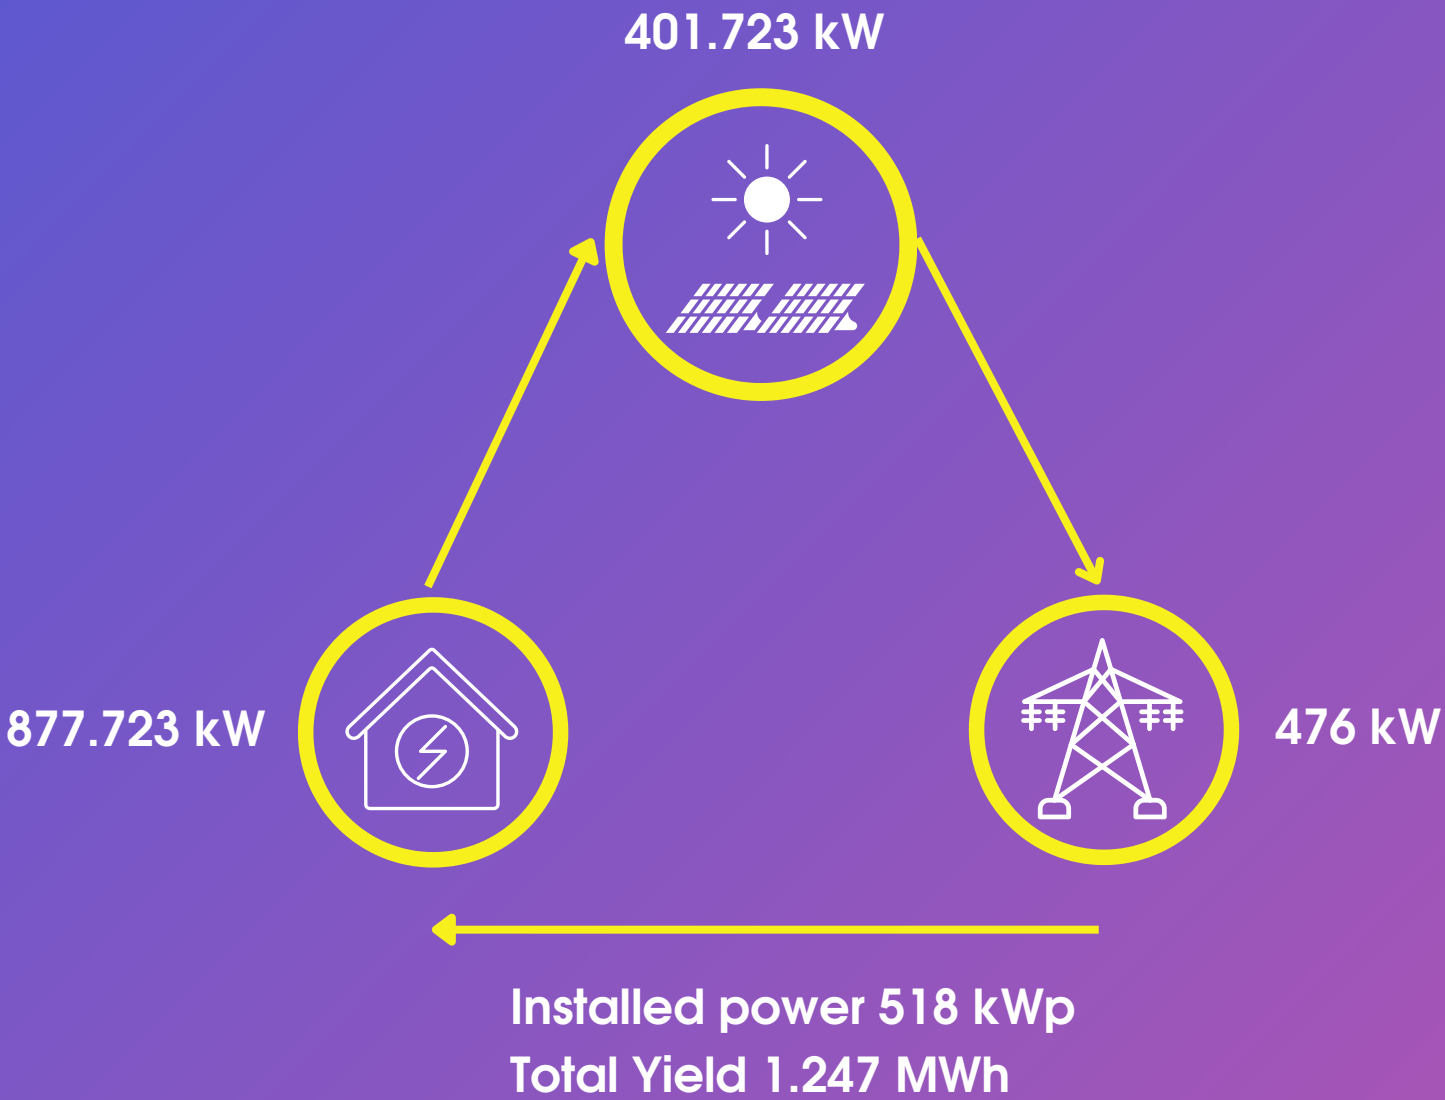 401.723 kW
877.723 kW
476 kW
Installed power 518 kWp
Total Yield 1.247 MWh